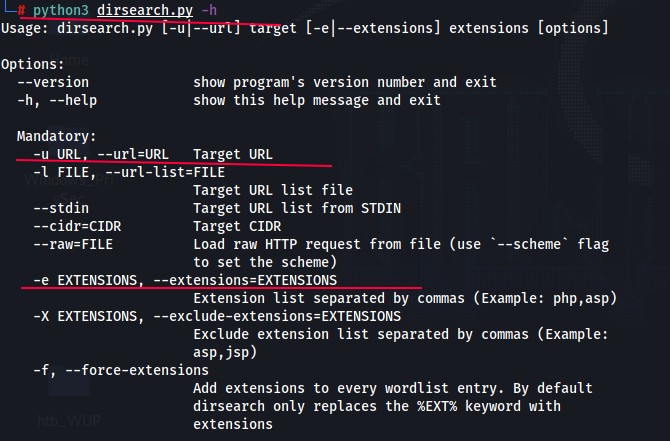 # python3 dirsearch.py -h
Usage: dirsearch.py [-u|--url] target [-e|--extensions] extensions [options]
Options:
--version show program's version number and exit
-h, --help show this help message and exit
Mandatory:
-u URL, --url=URL Target URL
-l FILE, --url-list=FILE
Target URL list file
--stdin Target URL list from STDIN
--cidr=CIDR Target CIDR
--raw=FILE Load raw HTTP request from file (use `--scheme` flag
to set the scheme)
-e EXTENSIONS, --extensions=EXTENSIONS
Extension list separated by commas (Example: php,asp)
-X EXTENSIONS, --exclude-extensions=EXTENSIONS
Exclude extension list separated by commas (Example:
asp,jsp)
-f, --force-extensions
Add extensions to every wordlist entry. By default
dirsearch only replaces the %EXT% keyword with
extensions
htb_WUP